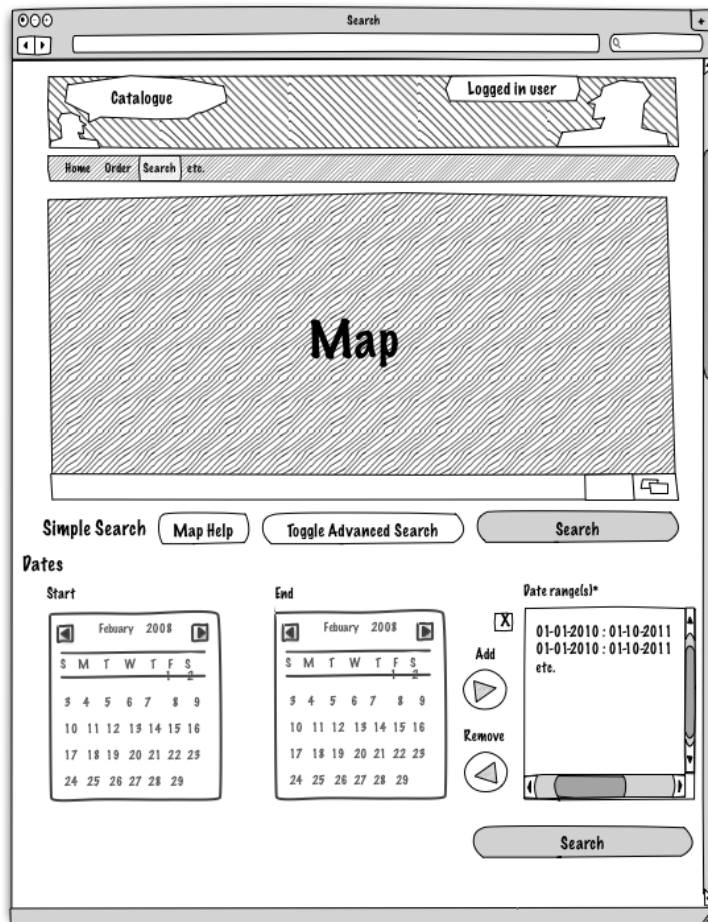 Search
Catalogue
Logged in user
Home Order Search etc.
Map
Simple Search Map Help Toggle Advanced Search Search
Dates
Start
End
Date range(s)*
Febuary 2008
S M T W T F S
1 2
3 4 5 6 7 8 9
10 11 12 13 14 15 16
17 18 19 20 21 22 23
24 25 26 27 28 29
Febuary 2008
S M T W T F S
1 2
3 4 5 6 7 8 9
10 11 12 13 14 15 16
17 18 19 20 21 22 23
24 25 26 27 28 29
X
Add
Remove
01-01-2010 : 01-10-2011
01-01-2010 : 01-10-2011
etc.
Search